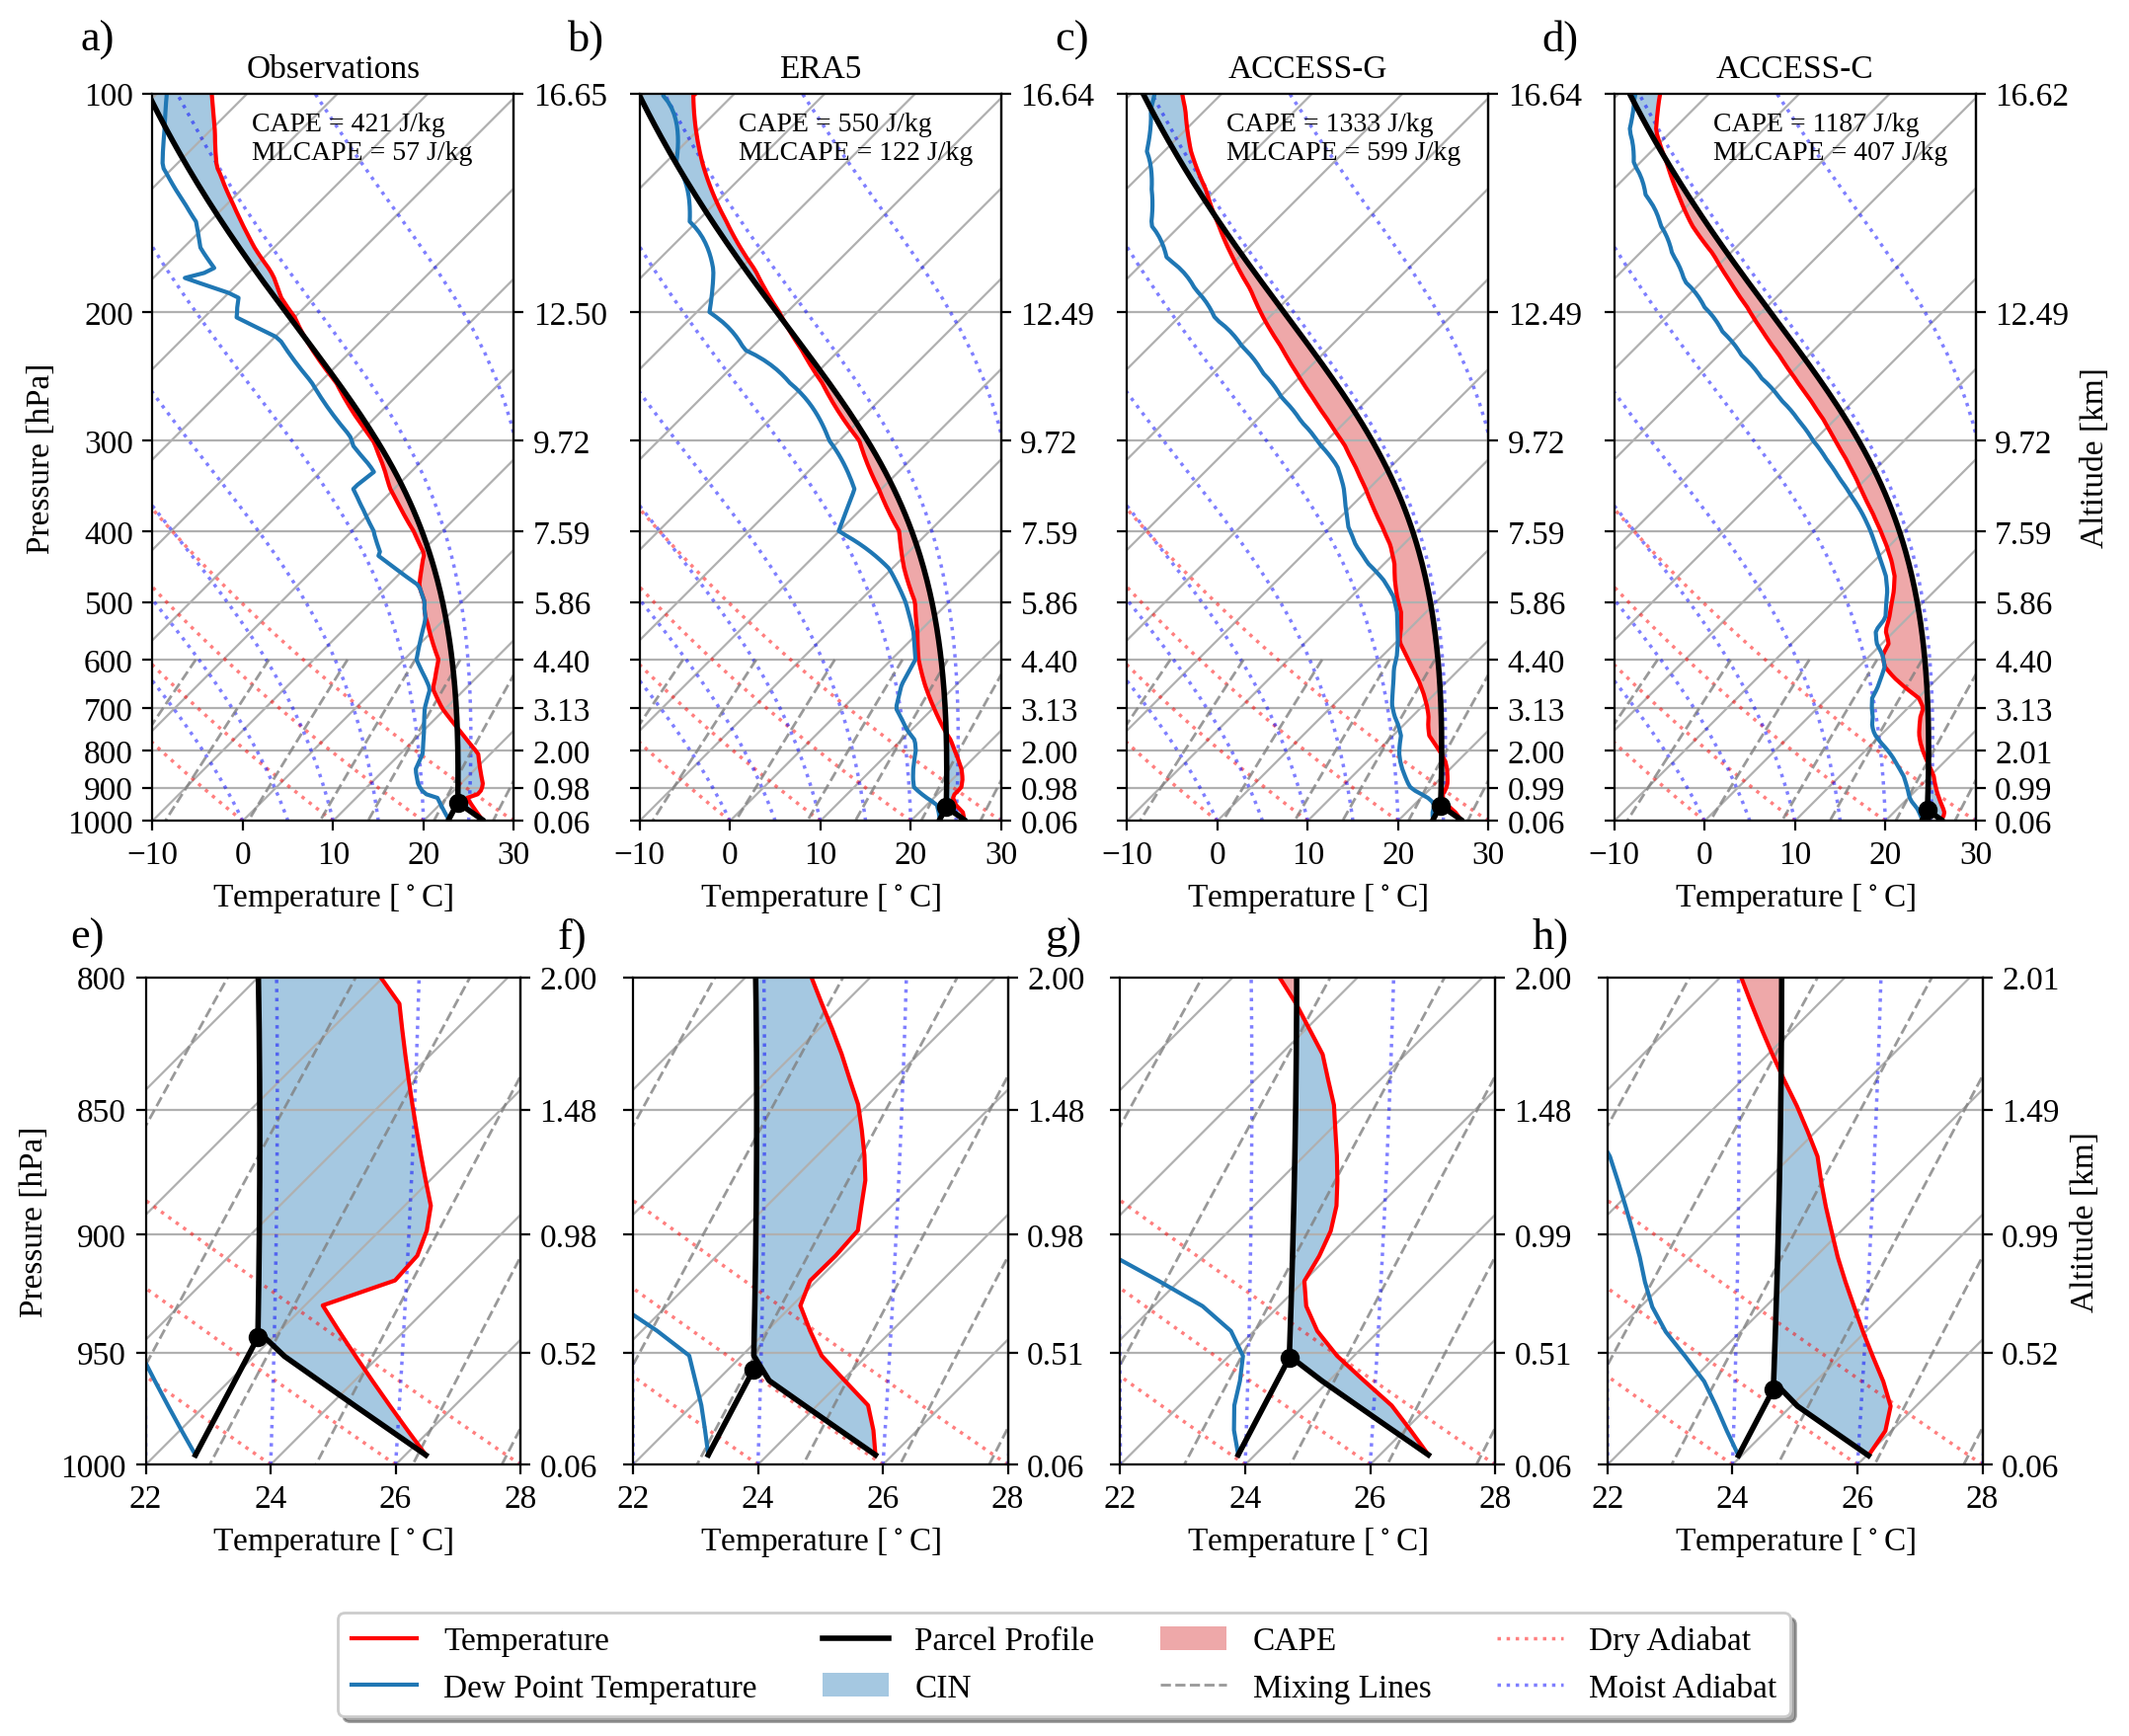 a)
b)
c)
d)
Observations
ERA5
ACCESS-G
ACCESS-C
CAPE = 421 J/kg
MLCAPE = 57 J/kg
CAPE = 550 J/kg
MLCAPE = 122 J/kg
CAPE = 1333 J/kg
MLCAPE = 599 J/kg
CAPE = 1187 J/kg
MLCAPE = 407 J/kg
Pressure [hPa]
100
200
300
400
500
600
700
800
900
1000
16.65
12.50
9.72
7.59
5.86
4.40
3.13
2.00
0.98
0.06
16.64
12.49
9.72
7.59
5.86
4.40
3.13
2.00
0.98
0.06
16.64
12.49
9.72
7.59
5.86
4.40
3.13
2.00
0.99
0.06
16.62
12.49
9.72
7.59
5.86
4.40
3.13
2.01
0.99
0.06
Altitude [km]
−10 0 10 20 30
−10 0 10 20 30
−10 0 10 20 30
−10 0 10 20 30
Temperature [°C]
Temperature [°C]
Temperature [°C]
Temperature [°C]
e)
f)
g)
h)
Pressure [hPa]
800
850
900
950
1000
2.00
1.48
0.98
0.52
0.06
2.00
1.48
0.98
0.51
0.06
2.00
1.48
0.99
0.51
0.06
2.01
1.49
0.99
0.52
0.06
Altitude [km]
22 24 26 28
22 24 26 28
22 24 26 28
22 24 26 28
Temperature [°C]
Temperature [°C]
Temperature [°C]
Temperature [°C]
Temperature
Dew Point Temperature
Parcel Profile
CIN
CAPE
Mixing Lines
Dry Adiabat
Moist Adiabat